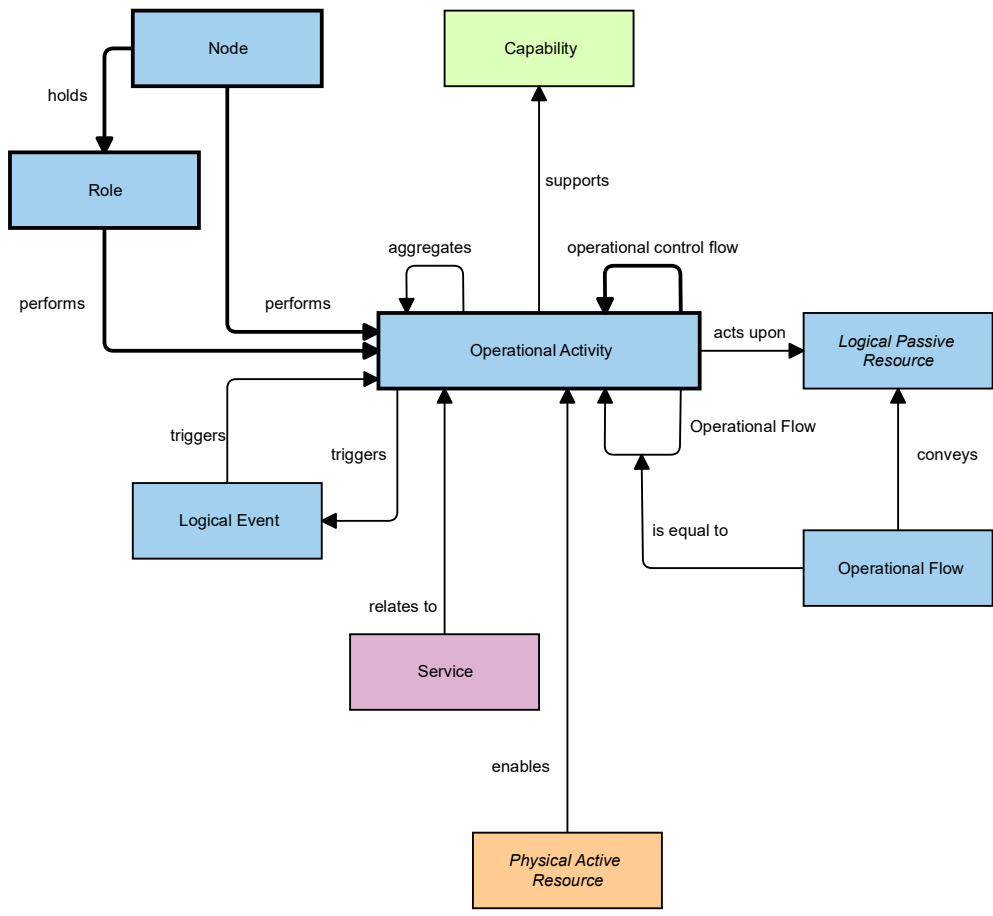 Node
Capability
holds
Role
supports
aggregates
operational control flow
performs
performs
acts upon
Operational Activity
Logical Passive
Resource
triggers
triggers
Operational Flow
conveys
Logical Event
is equal to
Operational Flow
relates to
Service
enables
Physical Active
Resource